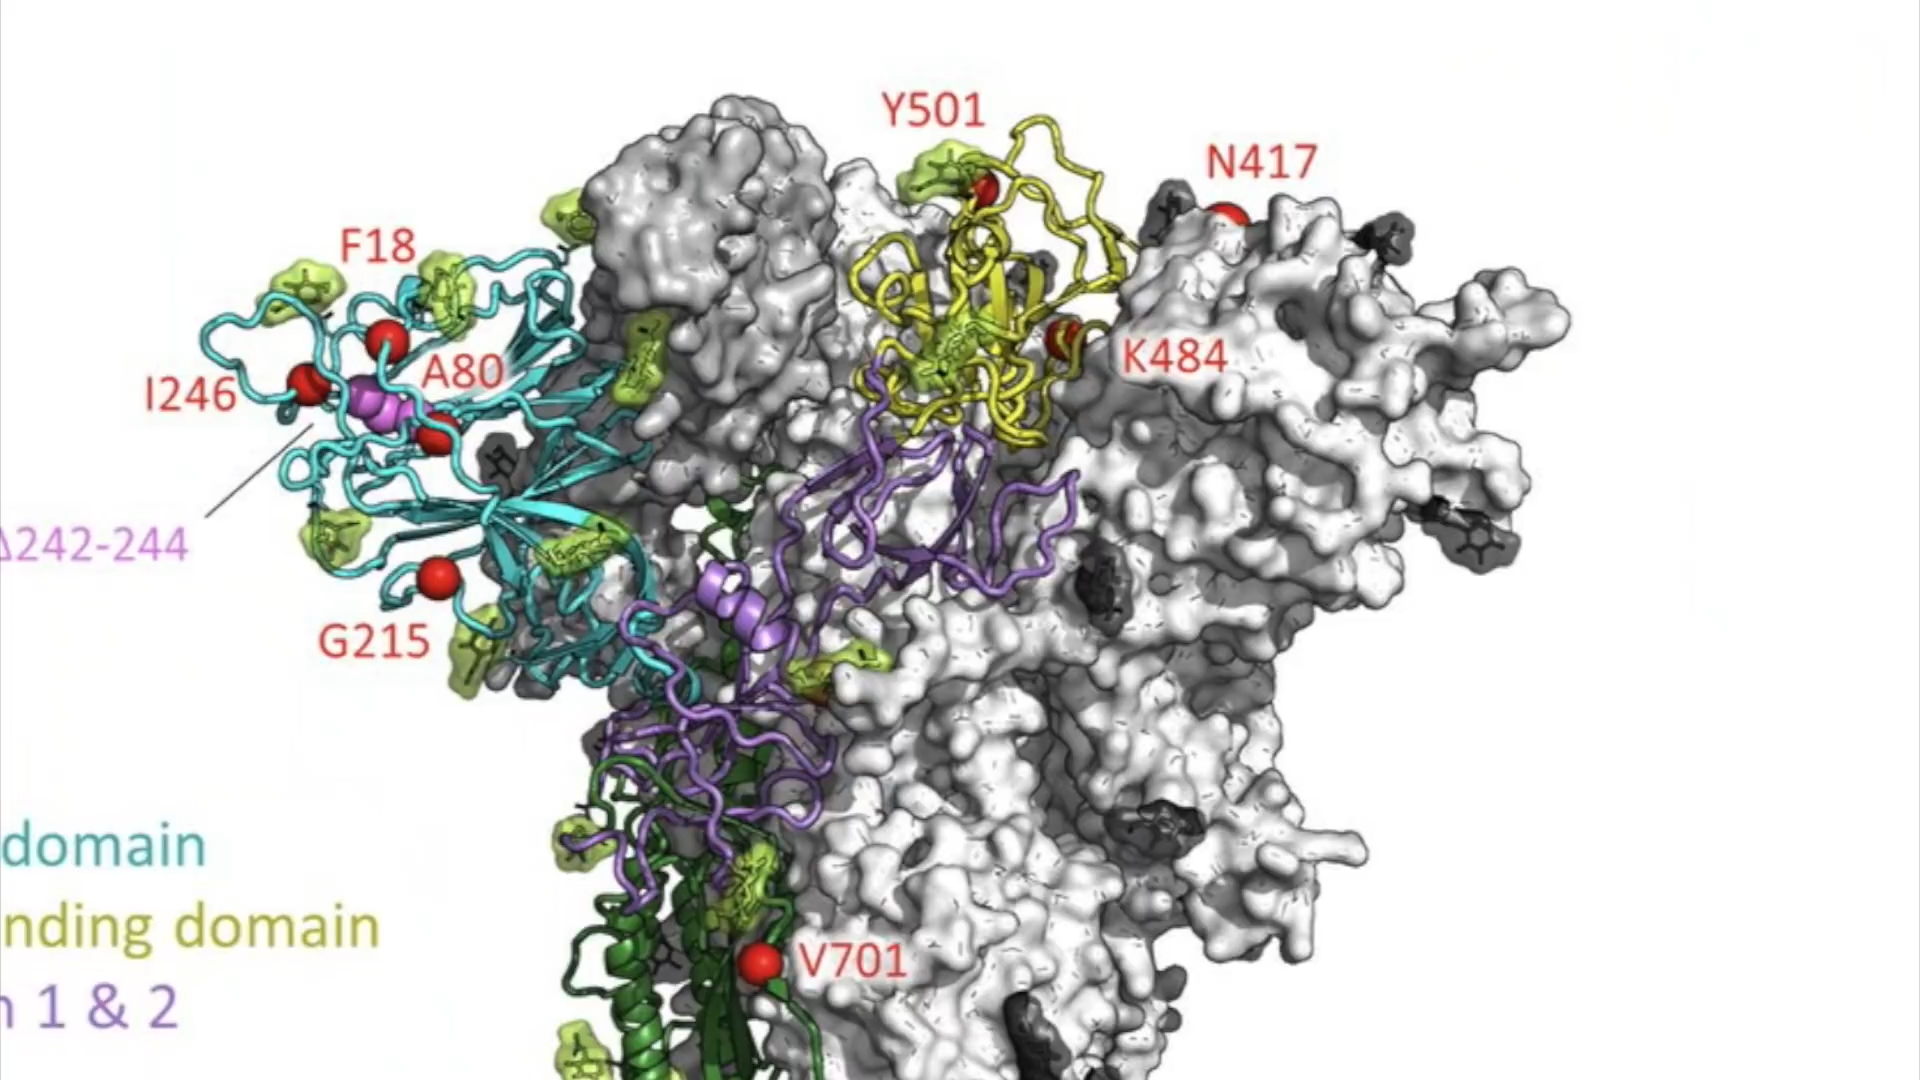 Y501
N417
F18
A80
I246
K484
Δ242-244
G215
domain
nding domain
1 & 2
V701